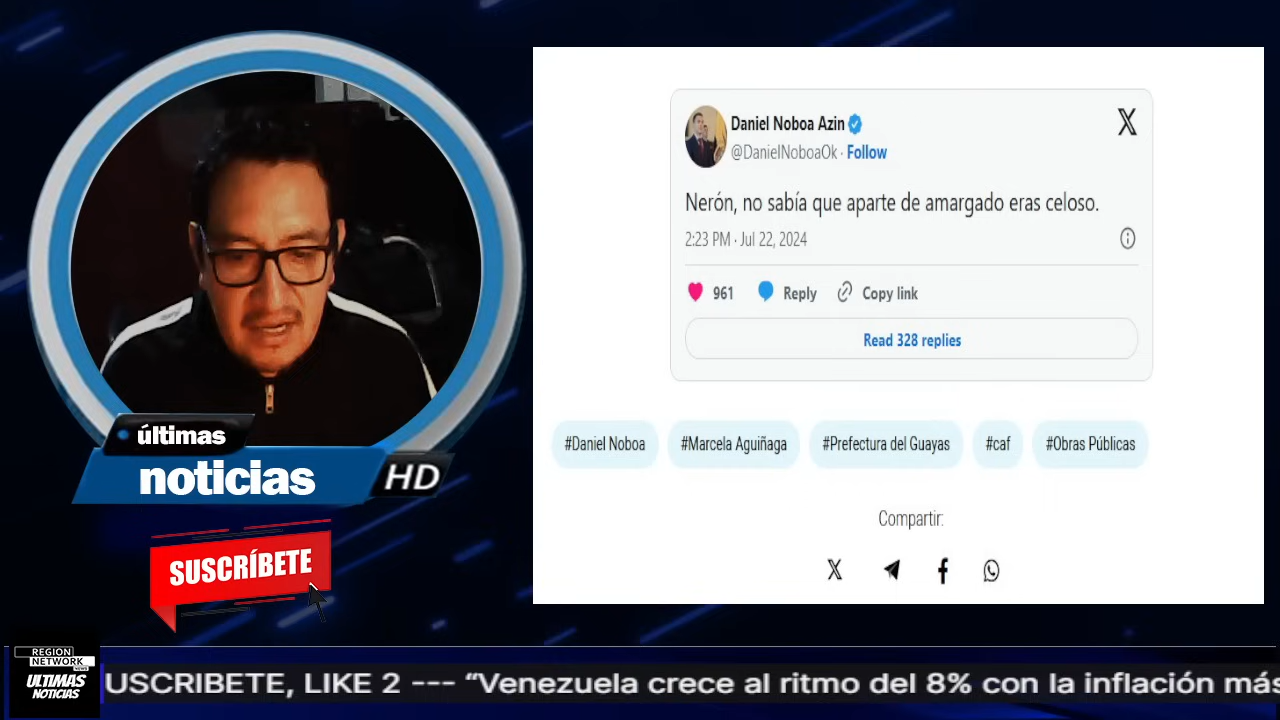 Daniel Noboa Azin
@DanielNoboaOk · Follow
X
Nerón, no sabía que aparte de amargado eras celoso.
2:23 PM · Jul 22, 2024
961 Reply Copy link
Read 328 replies
#Daniel Noboa #Marcela Aguiñaga #Prefectura del Guayas #caf #Obras Públicas
Compartir:
últimas
noticias HD
SUSCRÍBETE
REGION
NETWORK
NEWS
ULTIMAS
NOTICIAS
USCRIBETE, LIKE 2 --- “Venezuela crece al ritmo del 8% con la inflación más